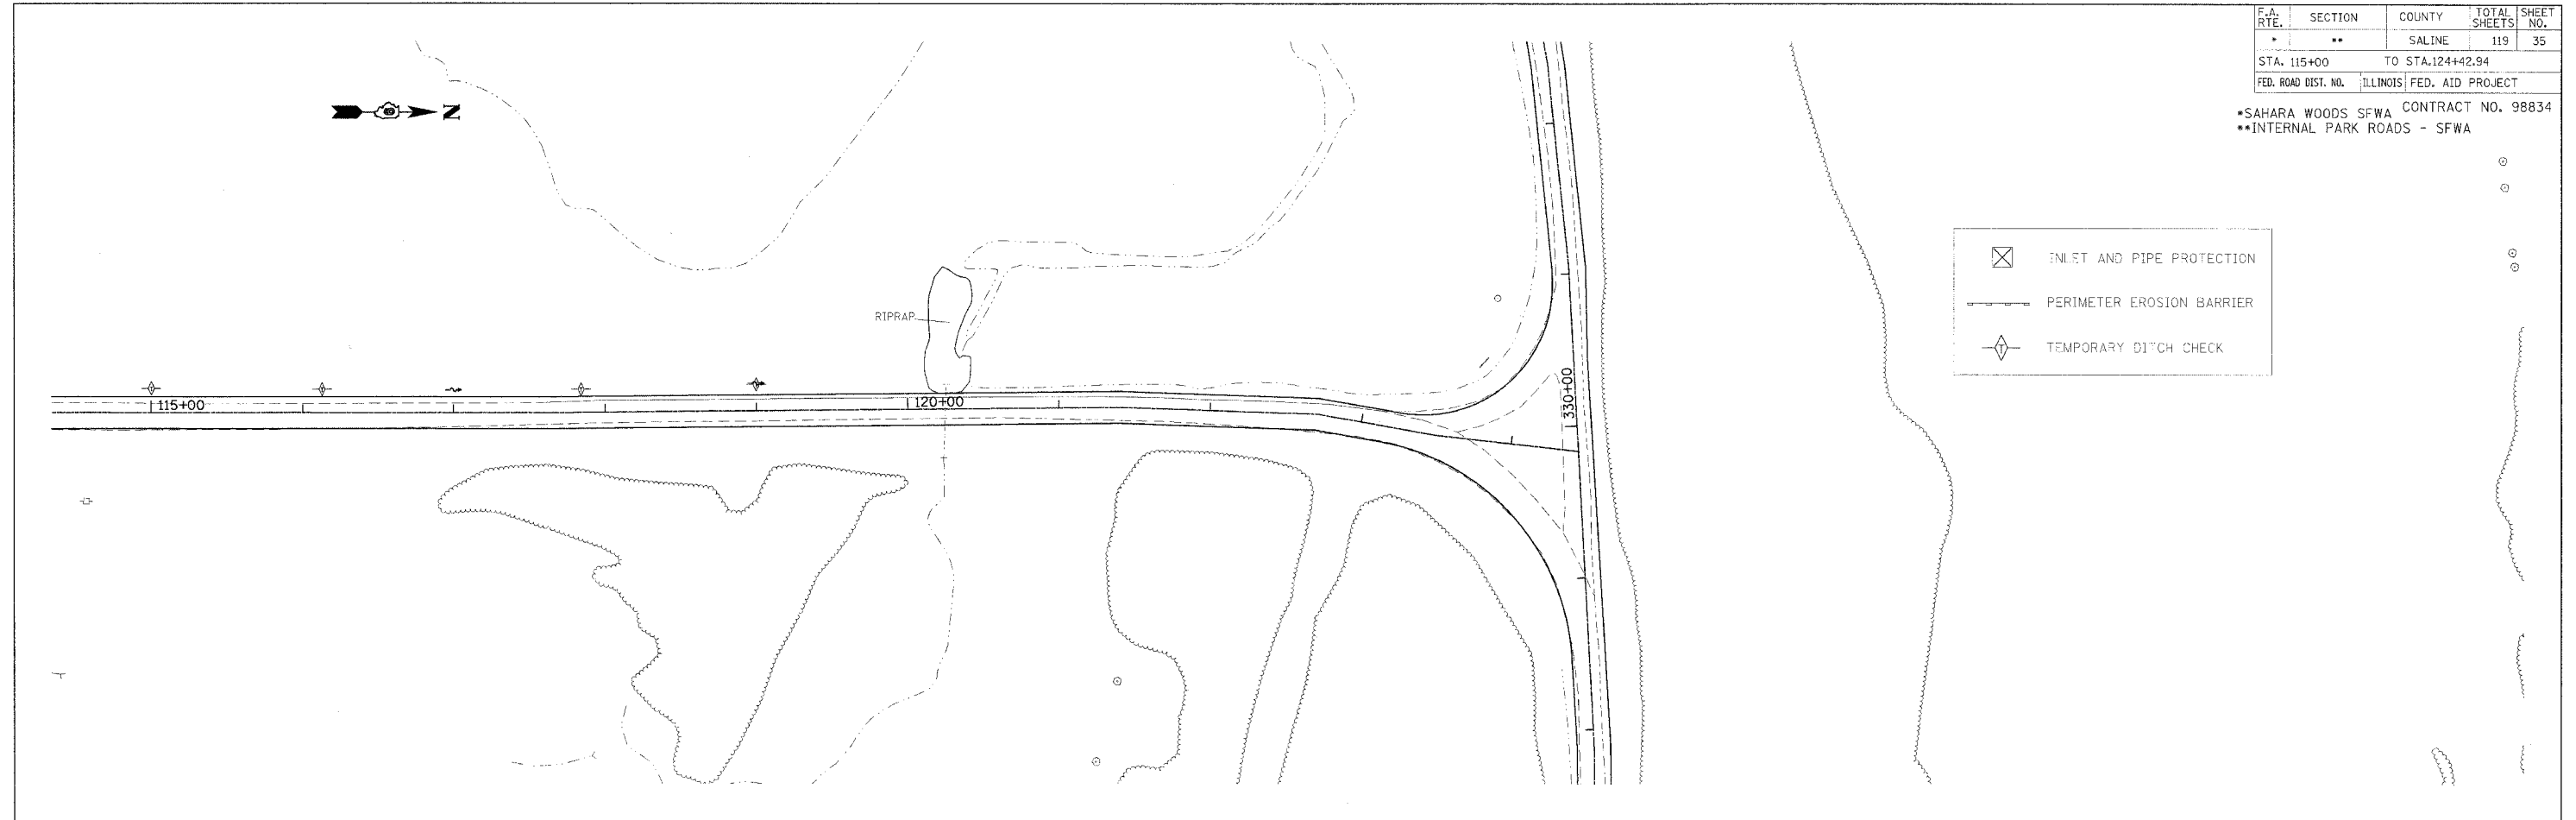 F.A. RTE. SECTION COUNTY TOTAL SHEETS SHEET NO.
* ** SALINE 119 35
STA. 115+00 TO STA.124+42.94
FED. ROAD DIST. NO. ILLINOIS FED. AID PROJECT
*SAHARA WOODS SFWA CONTRACT NO. 98834
**INTERNAL PARK ROADS - SFWA
N
INLET AND PIPE PROTECTION
PERIMETER EROSION BARRIER
T TEMPORARY DITCH CHECK
RIPRAP
T
T
T
T
115+00
120+00
330+00